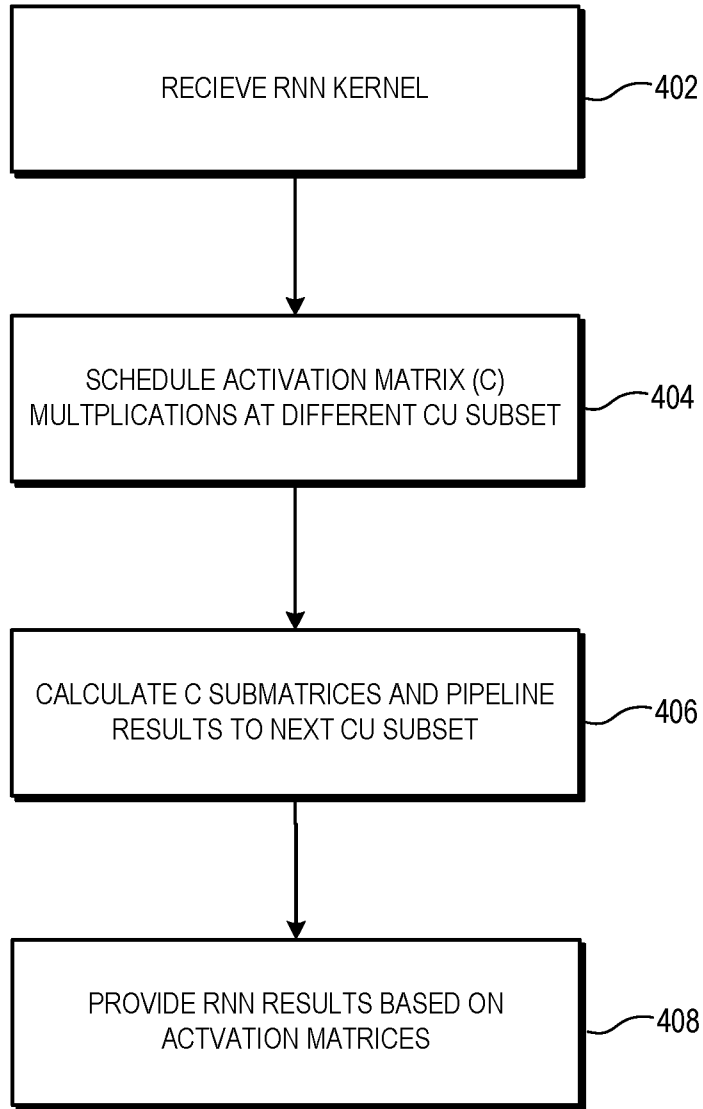 RECIEVE RNN KERNEL
402
SCHEDULE ACTIVATION MATRIX (C)
MULTPLICATIONS AT DIFFERENT CU SUBSET
404
CALCULATE C SUBMATRICES AND PIPELINE
RESULTS TO NEXT CU SUBSET
406
PROVIDE RNN RESULTS BASED ON
ACTVATION MATRICES
408